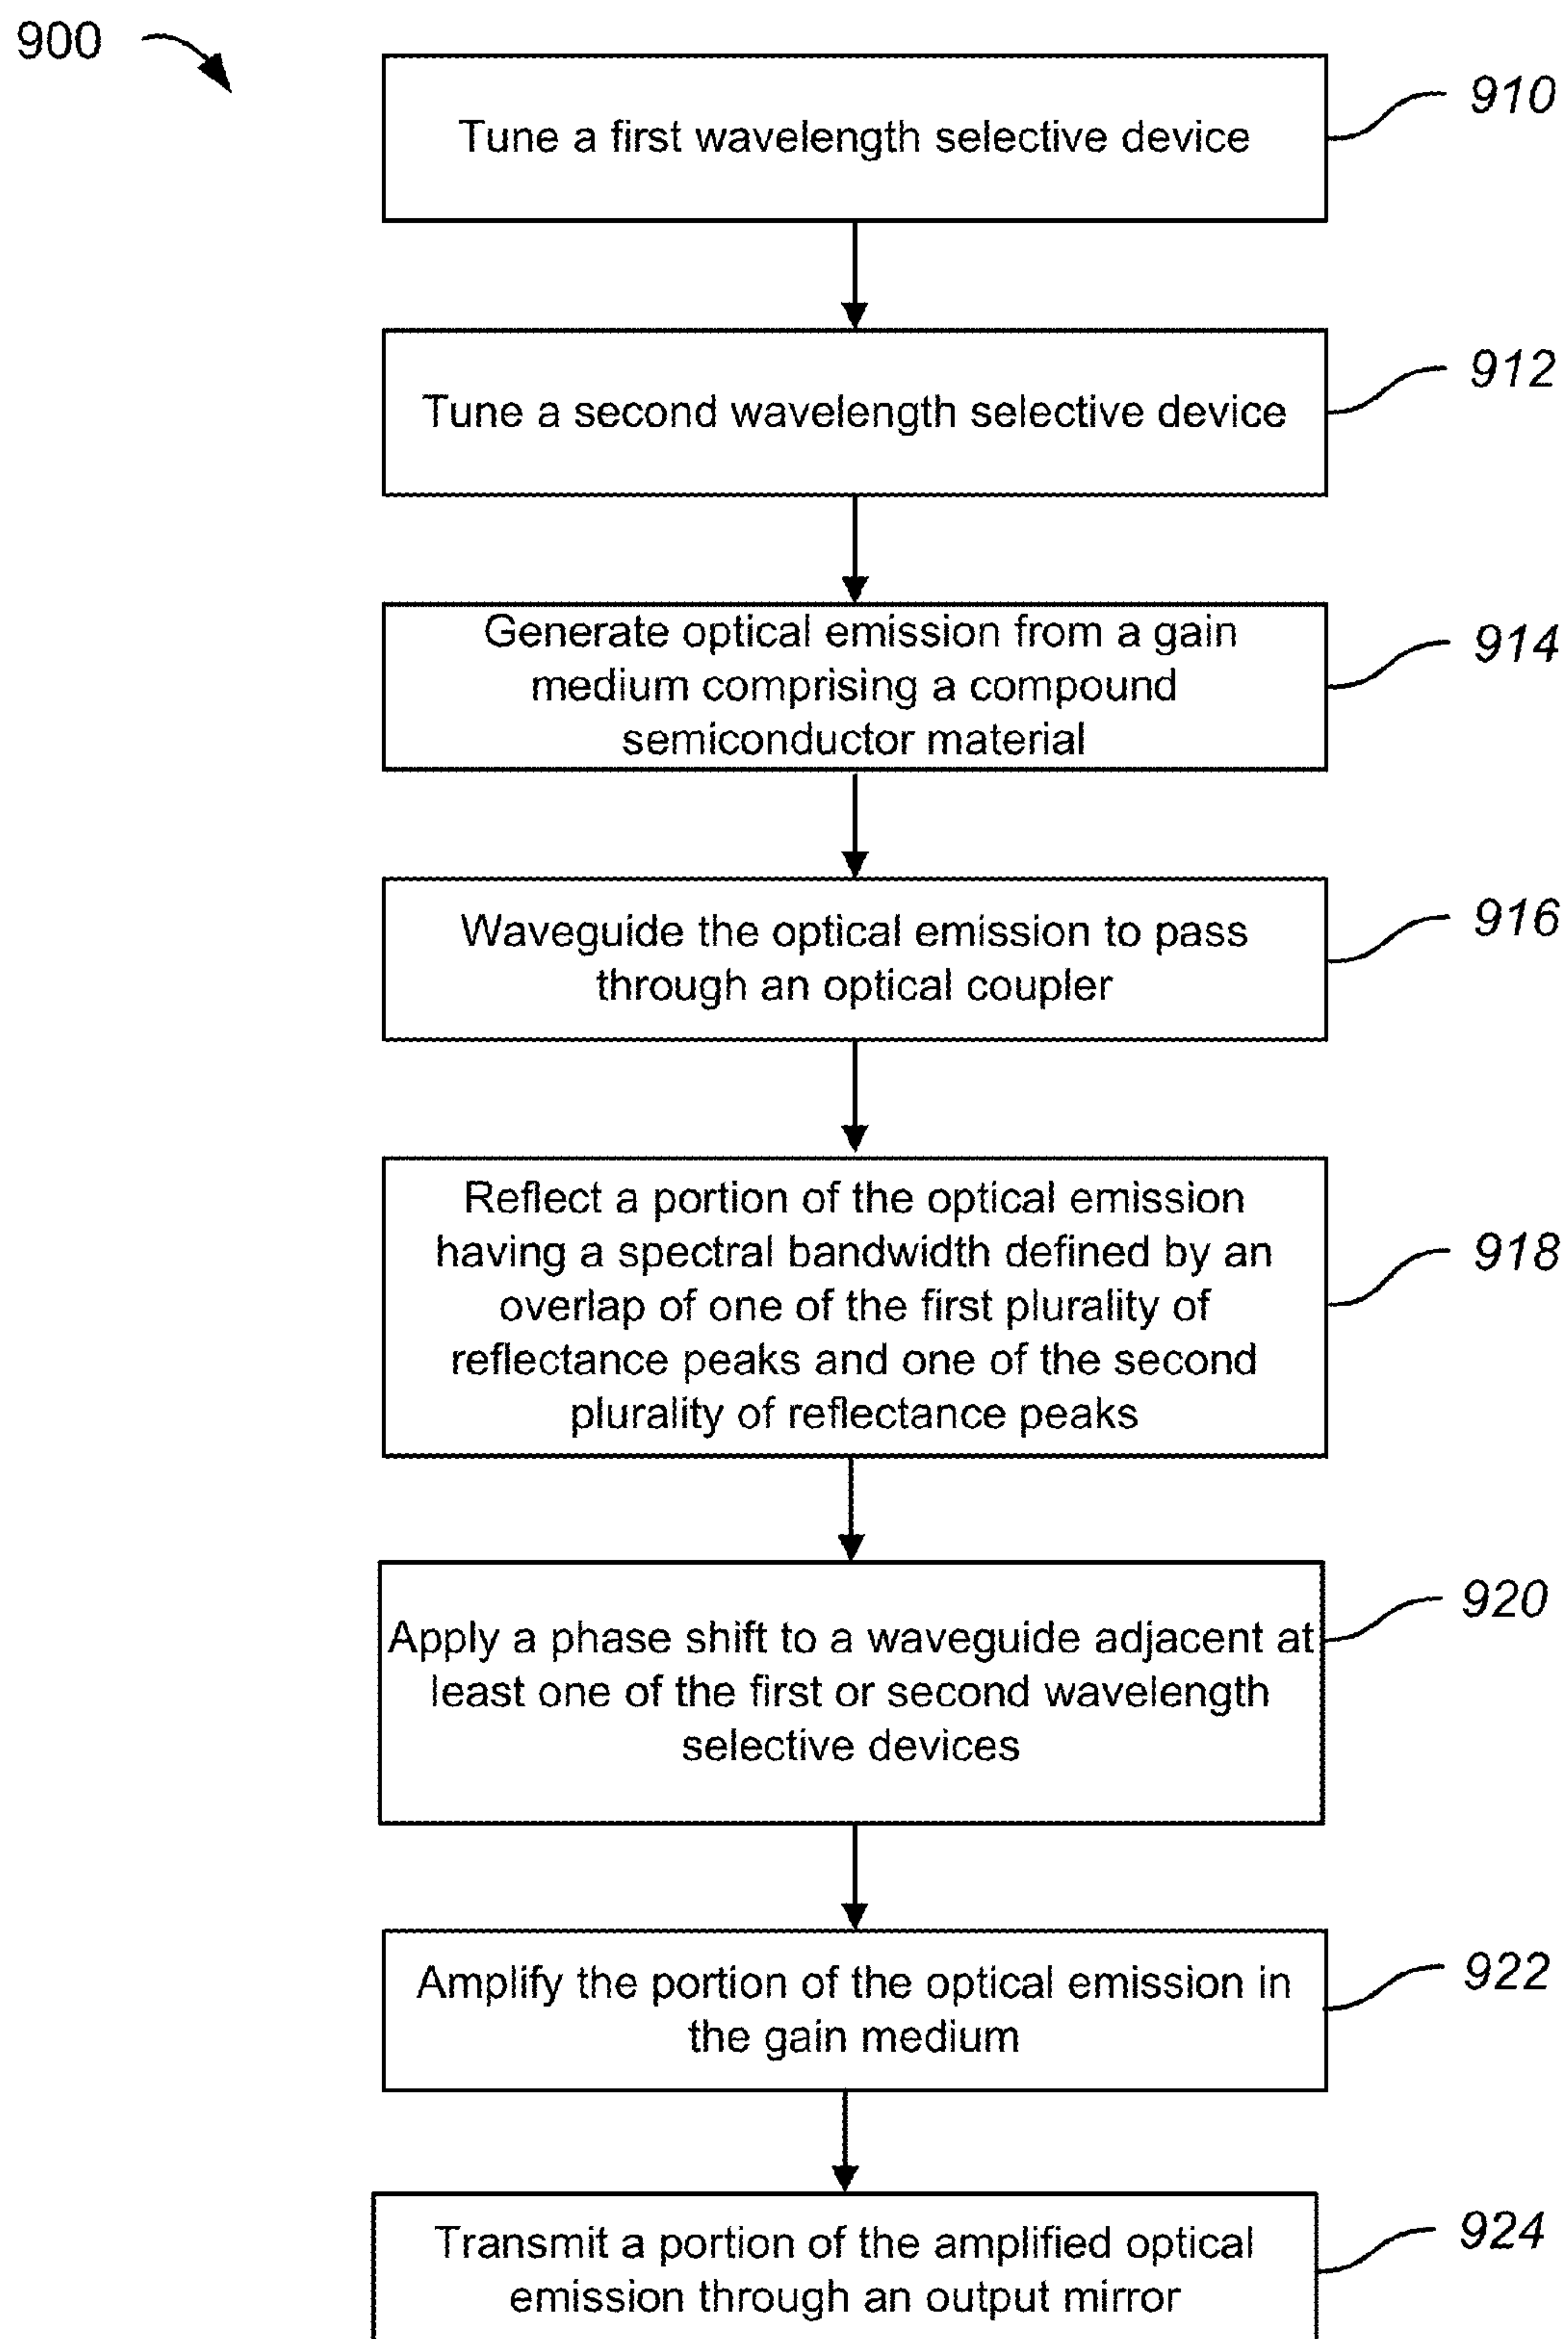 900
Tune a first wavelength selective device
910
Tune a second wavelength selective device
912
Generate optical emission from a gain
medium comprising a compound
semiconductor material
914
Waveguide the optical emission to pass
through an optical coupler
916
Reflect a portion of the optical emission
having a spectral bandwidth defined by an
overlap of one of the first plurality of
reflectance peaks and one of the second
plurality of reflectance peaks
918
Apply a phase shift to a waveguide adjacent at
least one of the first or second wavelength
selective devices
920
Amplify the portion of the optical emission in
the gain medium
922
Transmit a portion of the amplified optical
emission through an output mirror
924